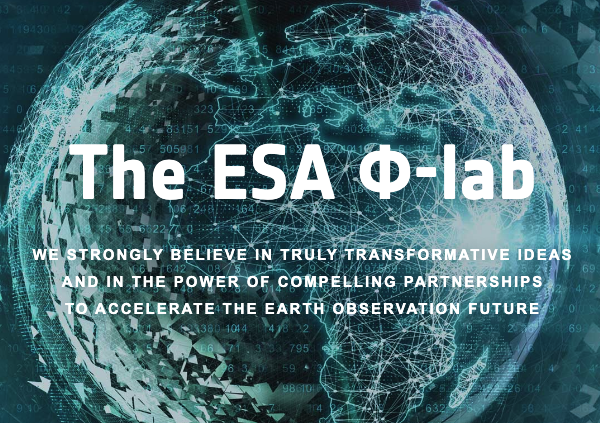 The ESA Φ-lab
WE STRONGLY BELIEVE IN TRULY TRANSFORMATIVE IDEAS
AND IN THE POWER OF COMPELLING PARTNERSHIPS
TO ACCELERATE THE EARTH OBSERVATION FUTURE